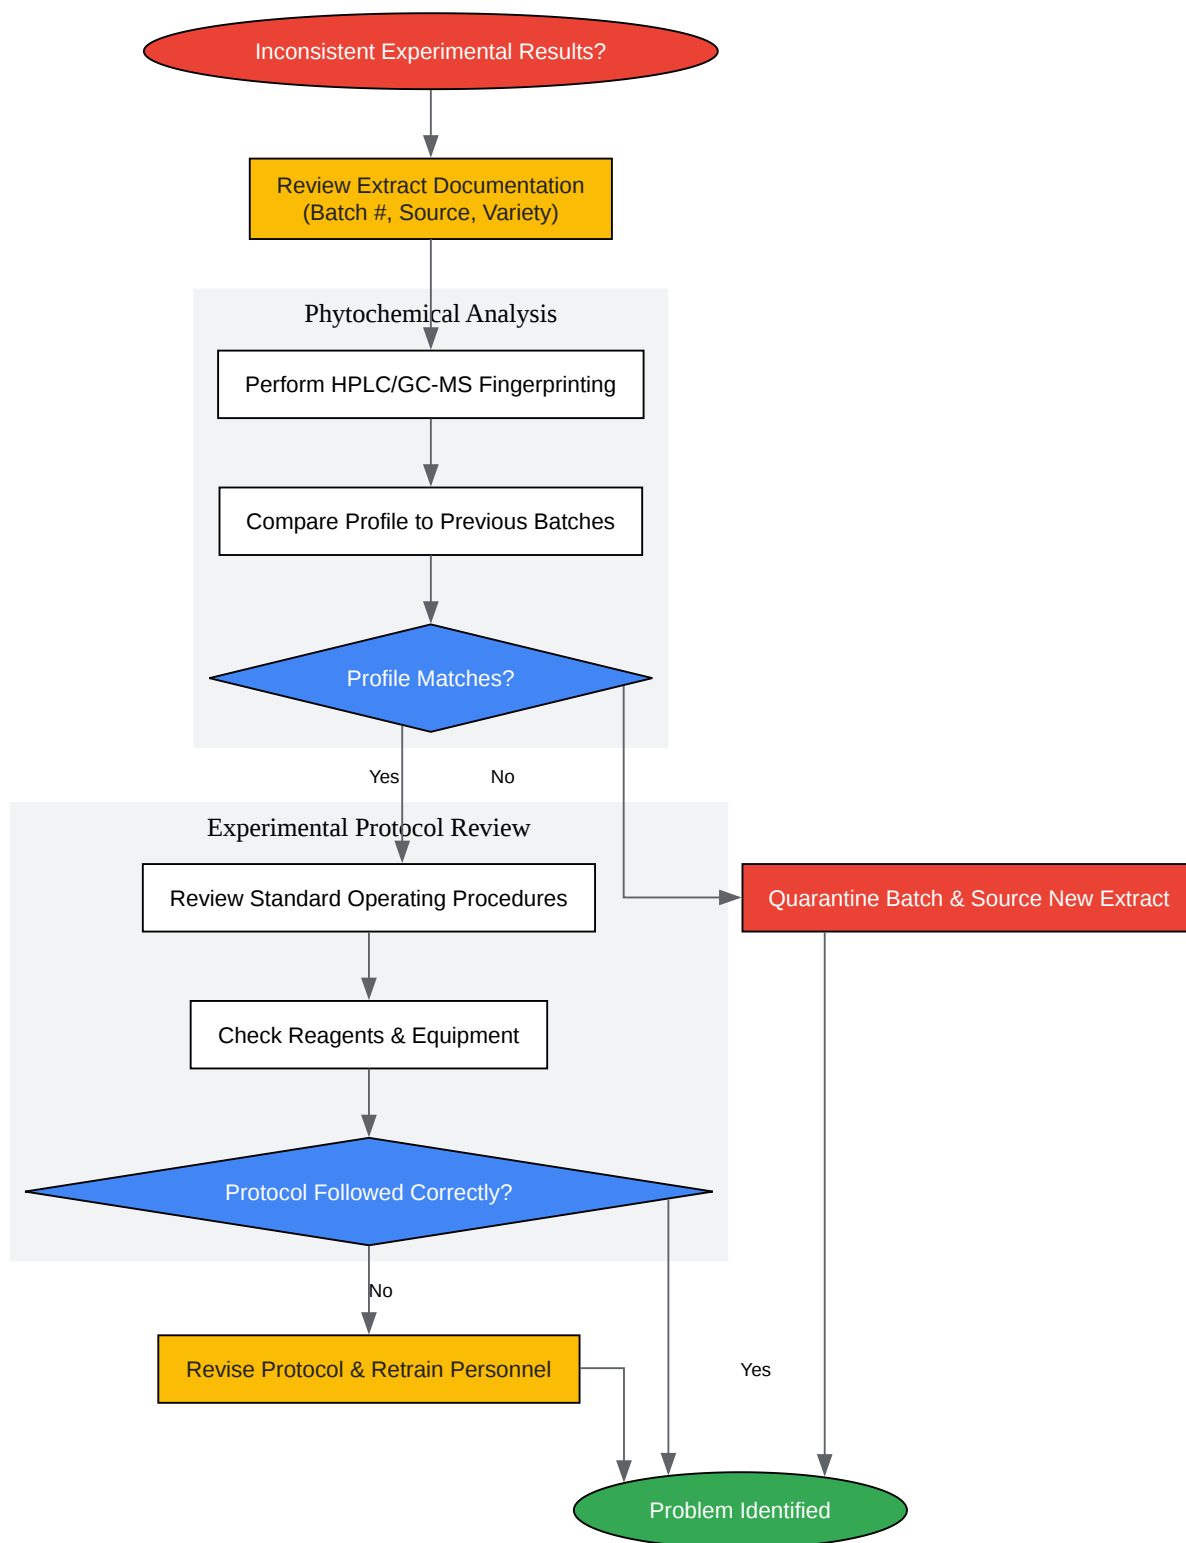 Inconsistent Experimental Results?
Review Extract Documentation
(Batch #, Source, Variety)
Phytochemical Analysis
Perform HPLC/GC-MS Fingerprinting
Compare Profile to Previous Batches
Profile Matches?
Yes
No
Experimental Protocol Review
Review Standard Operating Procedures
Quarantine Batch & Source New Extract
Check Reagents & Equipment
Protocol Followed Correctly?
No
Revise Protocol & Retrain Personnel
Yes
Problem Identified